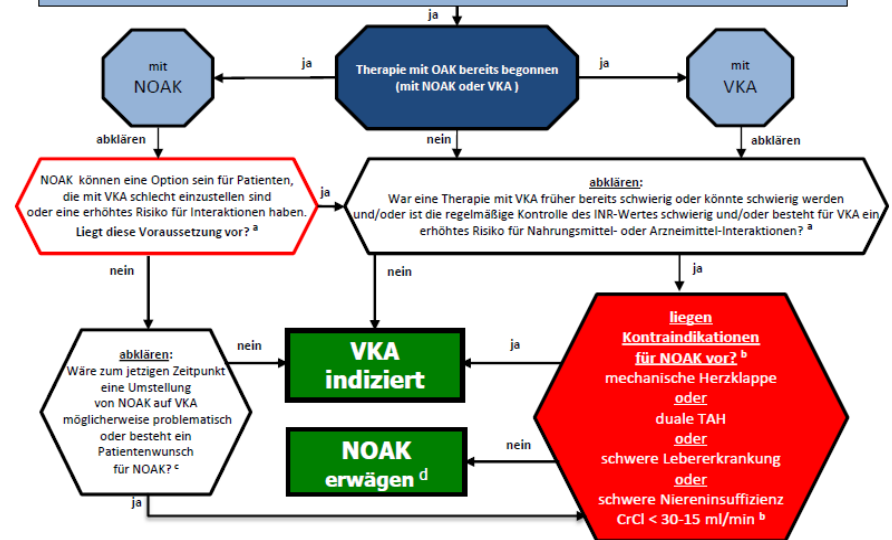 ja
mit
NOAK
ja
Therapie mit OAK bereits begonnen
(mit NOAK oder VKA )
ja
mit
VKA
abklären
nein
abklären
NOAK können eine Option sein für Patienten,
die mit VKA schlecht einzustellen sind
oder eine erhöhtes Risiko für Interaktionen haben.
Liegt diese Voraussetzung vor? a
ja
abklären:
War eine Therapie mit VKA früher bereits schwierig oder könnte schwierig werden
und/oder ist die regelmäßige Kontrolle des INR-Wertes schwierig und/oder besteht für VKA ein
erhöhtes Risiko für Nahrungsmittel- oder Arzneimittel-Interaktionen? a
nein
nein
ja
abklären:
Wäre zum jetzigen Zeitpunkt
eine Umstellung
von NOAK auf VKA
möglicherweise problematisch
oder besteht ein
Patientenwunsch
für NOAK? c
nein
VKA
indiziert
ja
NOAK
erwägen d
nein
liegen
Kontraindikationen
für NOAK vor? b
mechanische Herzklappe
oder
duale TAH
oder
schwere Lebererkrankung
oder
schwere Niereninsuffizienz
CrCl < 30-15 ml/min b
ja